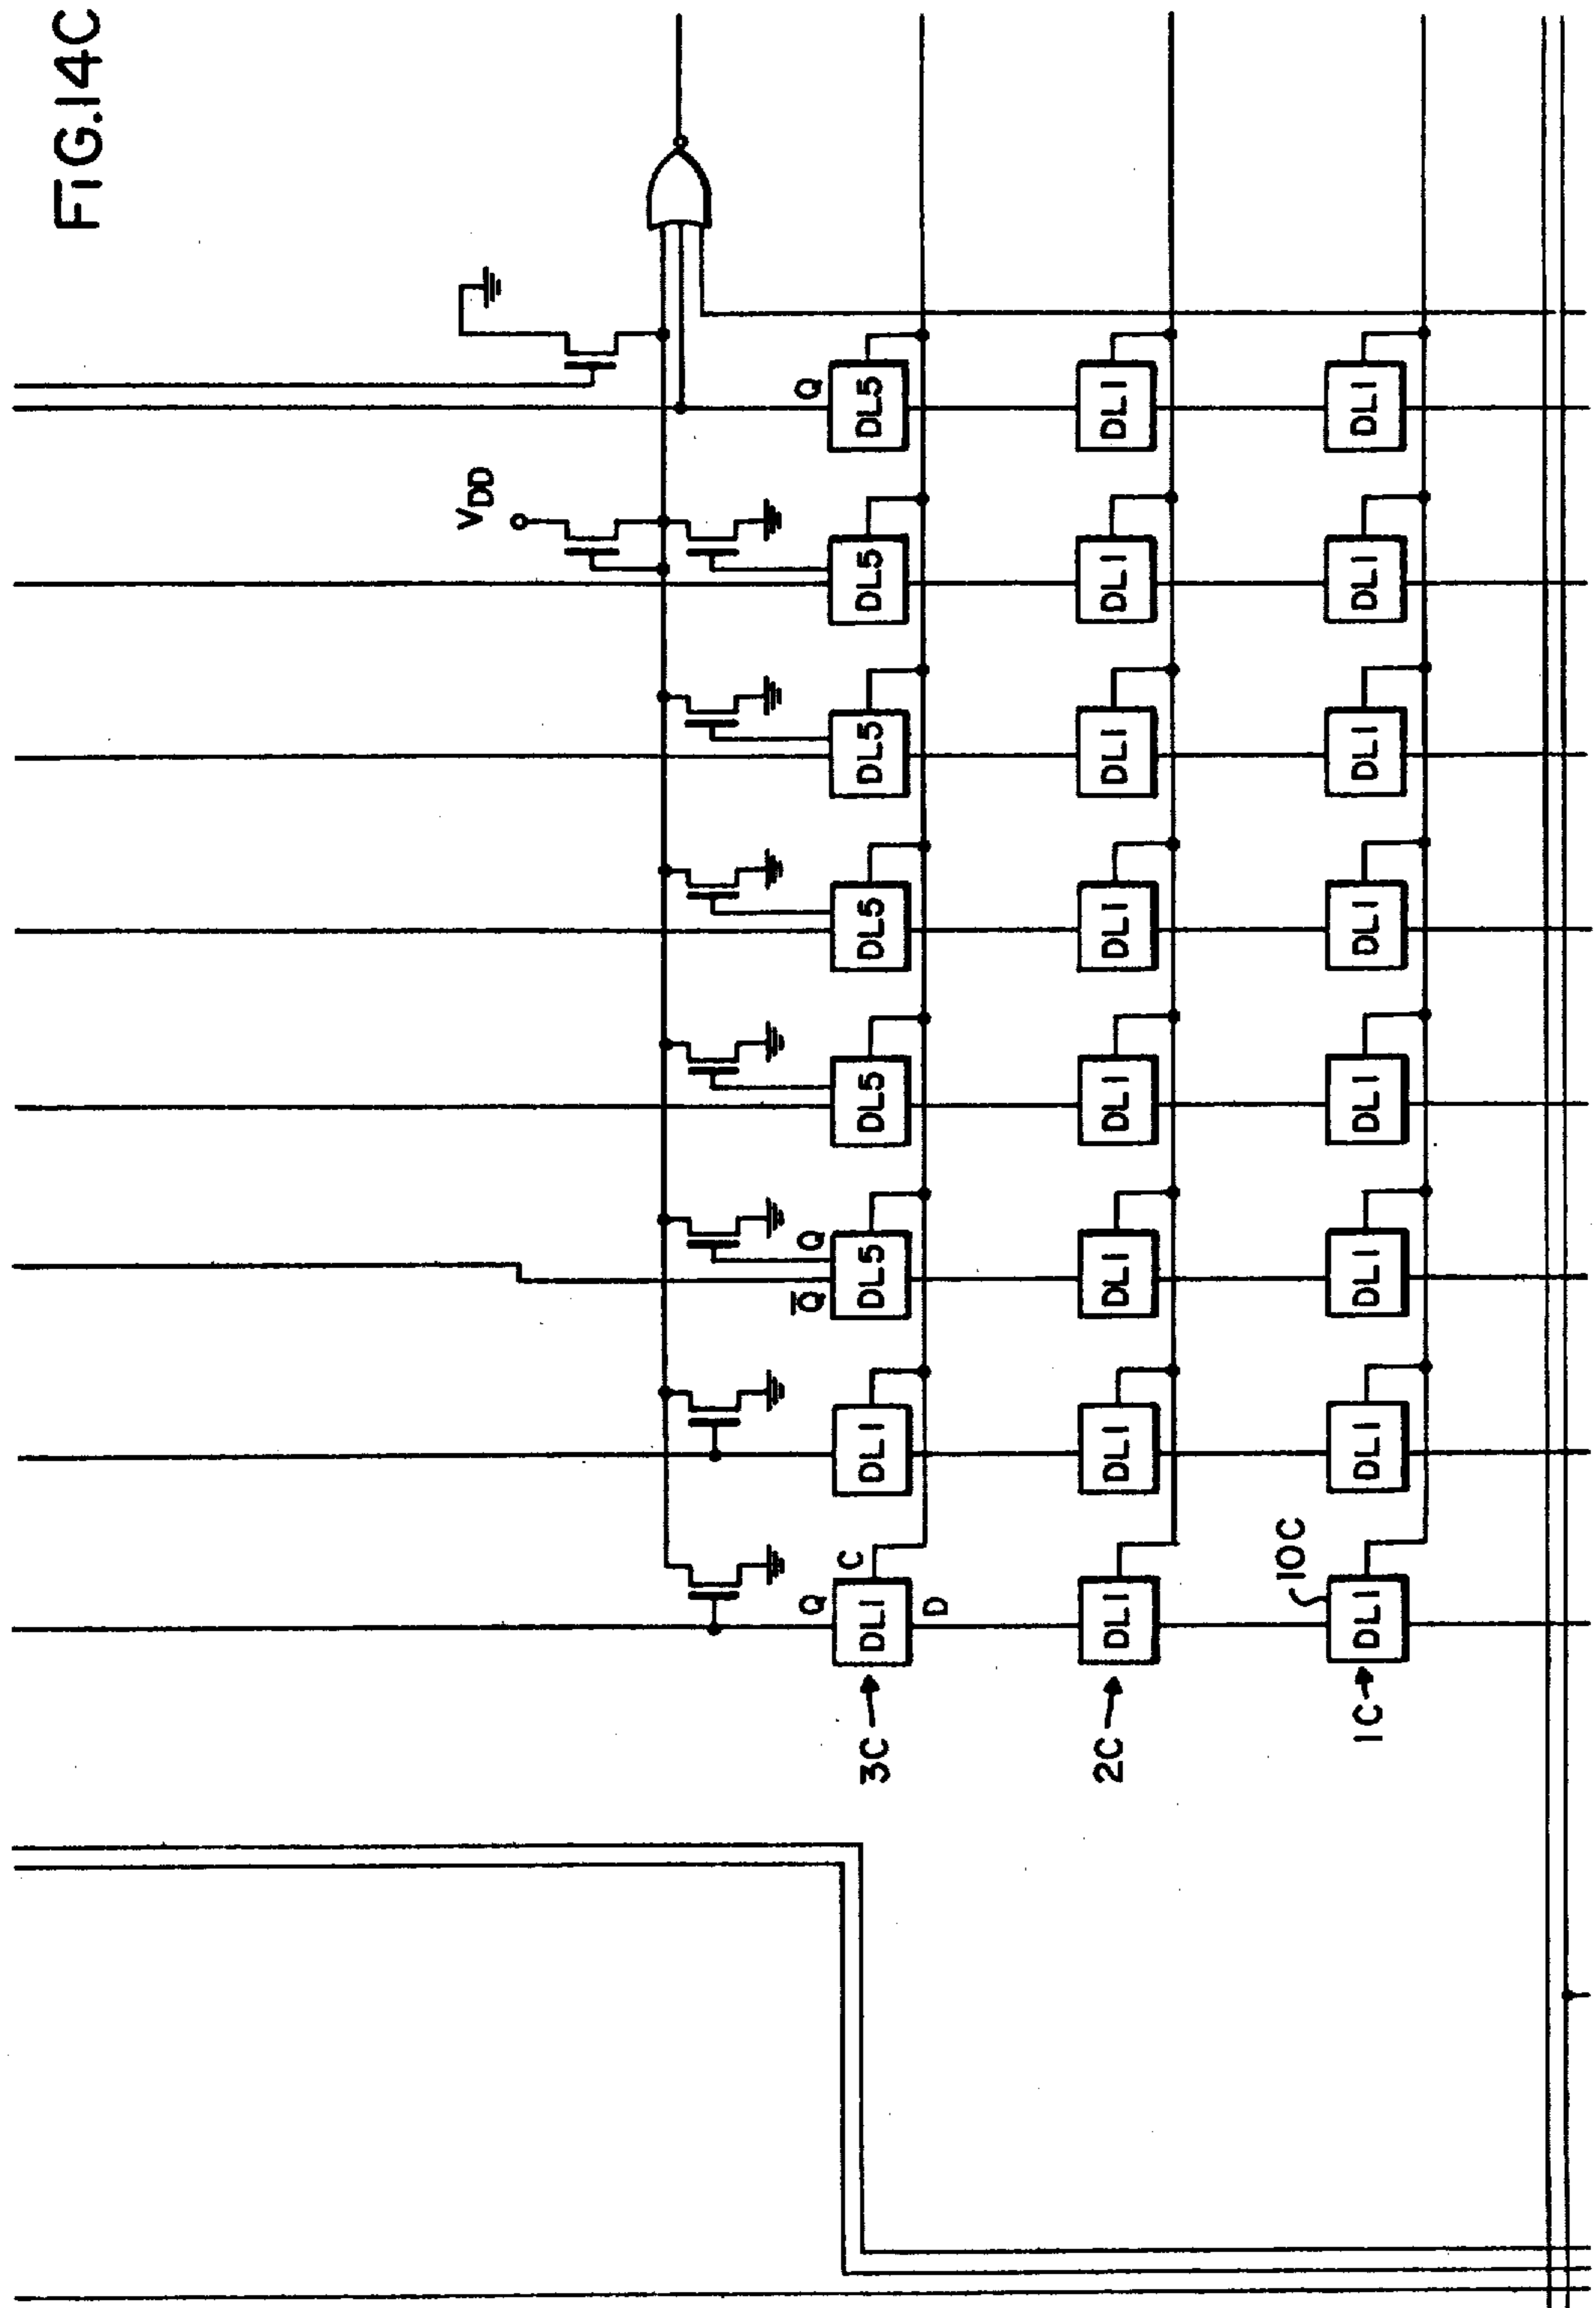 FIG.14C
V_DD
Q Q̄ Q Q
3C DL1 C DL1 DL5 DL5 DL5 DL5 DL5 DL5
D
2C DL1 DL1 DL1 DL1 DL1 DL1 DL1 DL1
10C
1C DL1 DL1 DL1 DL1 DL1 DL1 DL1 DL1